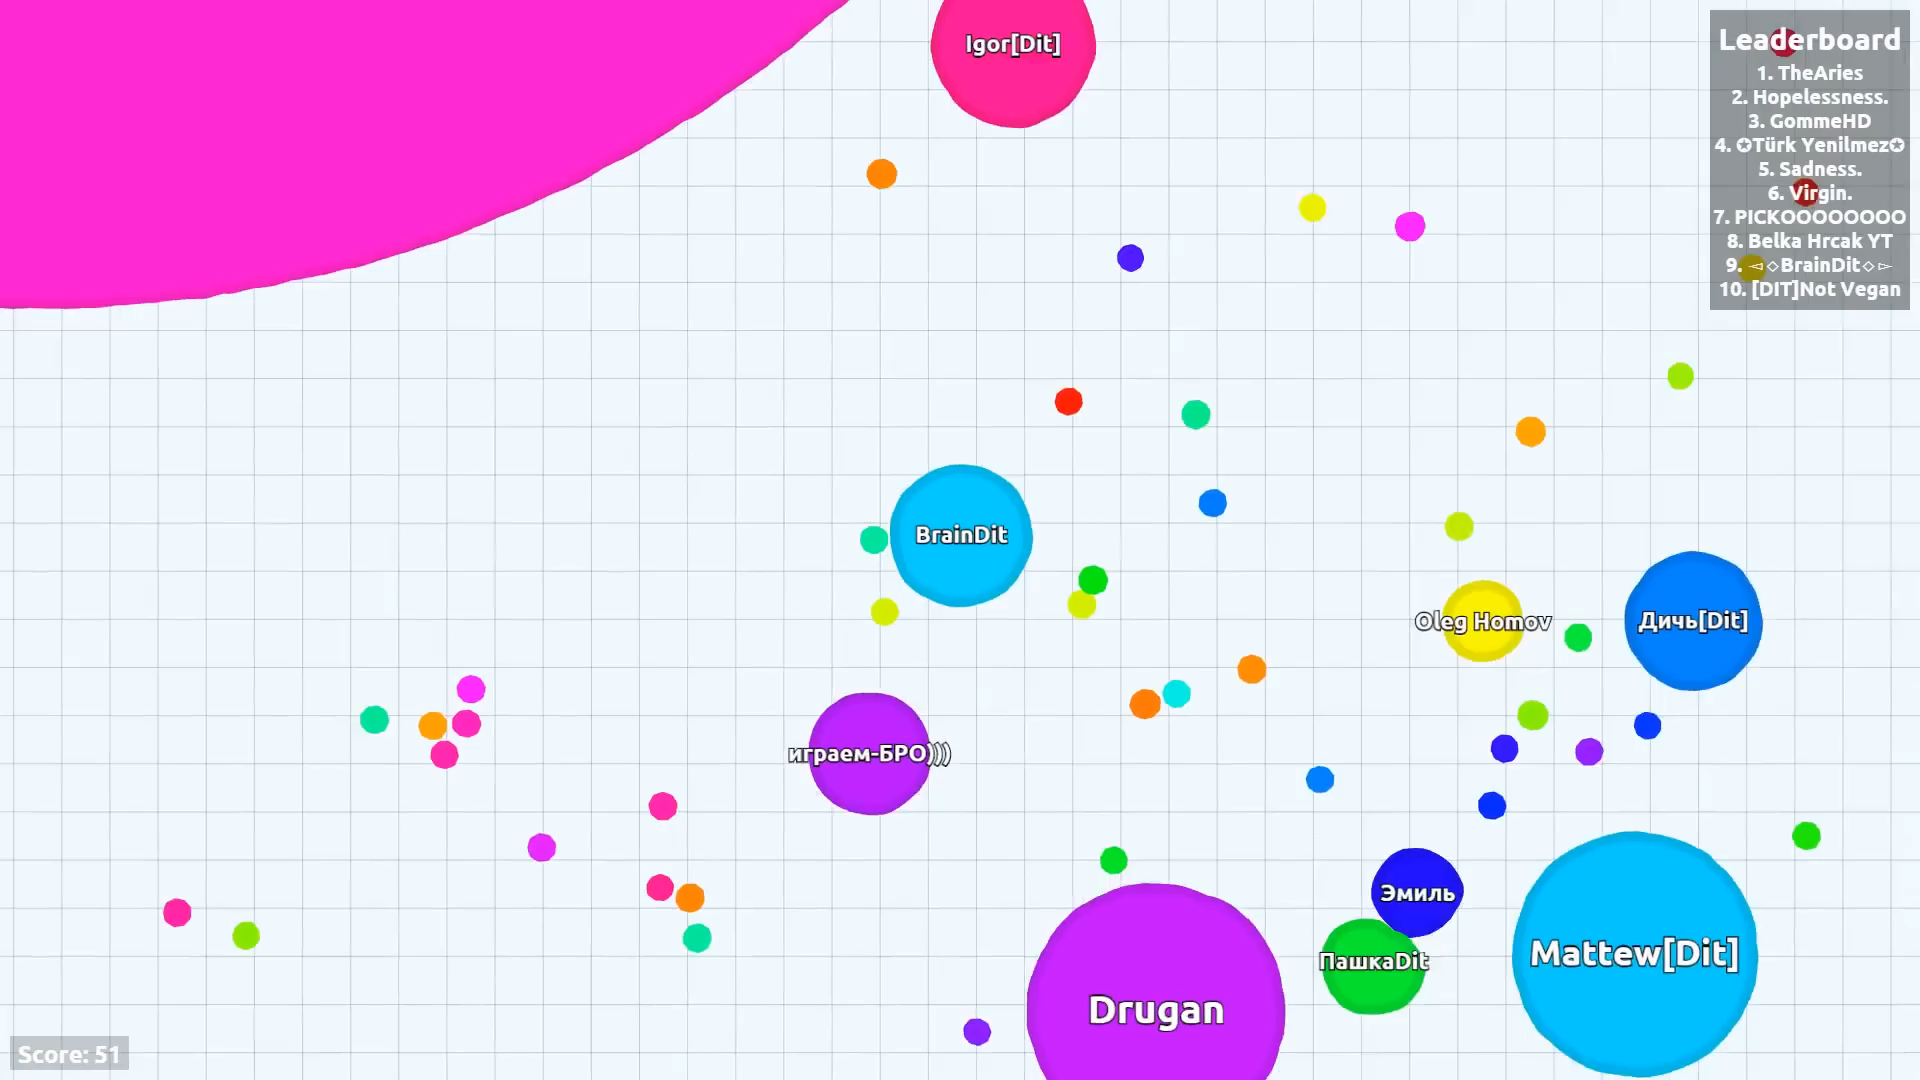 Igor[Dit]
Leaderboard
1. TheAries
2. Hopelessness.
3. GommeHD
4. ✪Türk Yenilmez✪
5. Sadness.
6. Virgin.
7. PICKOOOOOOOO
8. Belka Hrcak YT
9. ◅◇BrainDit◇▻
10. [DIT]Not Vegan
BrainDit
Oleg Homov
Дичь[Dit]
играем-БРО)))
Эмиль
ПашкаDit
Mattew[Dit]
Drugan
Score: 51